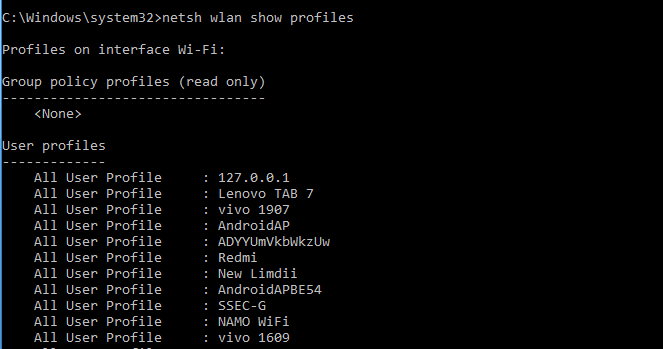 C:\Windows\system32>netsh wlan show profiles
Profiles on interface Wi-Fi:
Group policy profiles (read only)
---------------------------------
<None>
User profiles
-------------
All User Profile     : 127.0.0.1
All User Profile     : Lenovo TAB 7
All User Profile     : vivo 1907
All User Profile     : AndroidAP
All User Profile     : ADYYUmVkbWkzUw
All User Profile     : Redmi
All User Profile     : New Limdii
All User Profile     : AndroidAPBE54
All User Profile     : SSEC-G
All User Profile     : NAMO WiFi
All User Profile     : vivo 1609